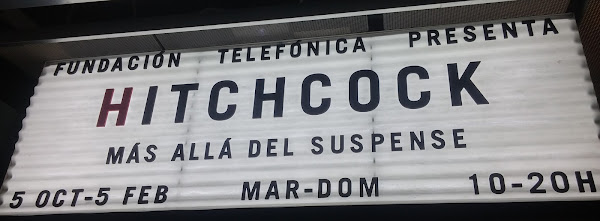 FUNDACIÓN TELEFÓNICA PRESENTA
HITCHCOCK
MÁS ALLÁ DEL SUSPENSE
5 OCT-5 FEB MAR-DOM 10-20H